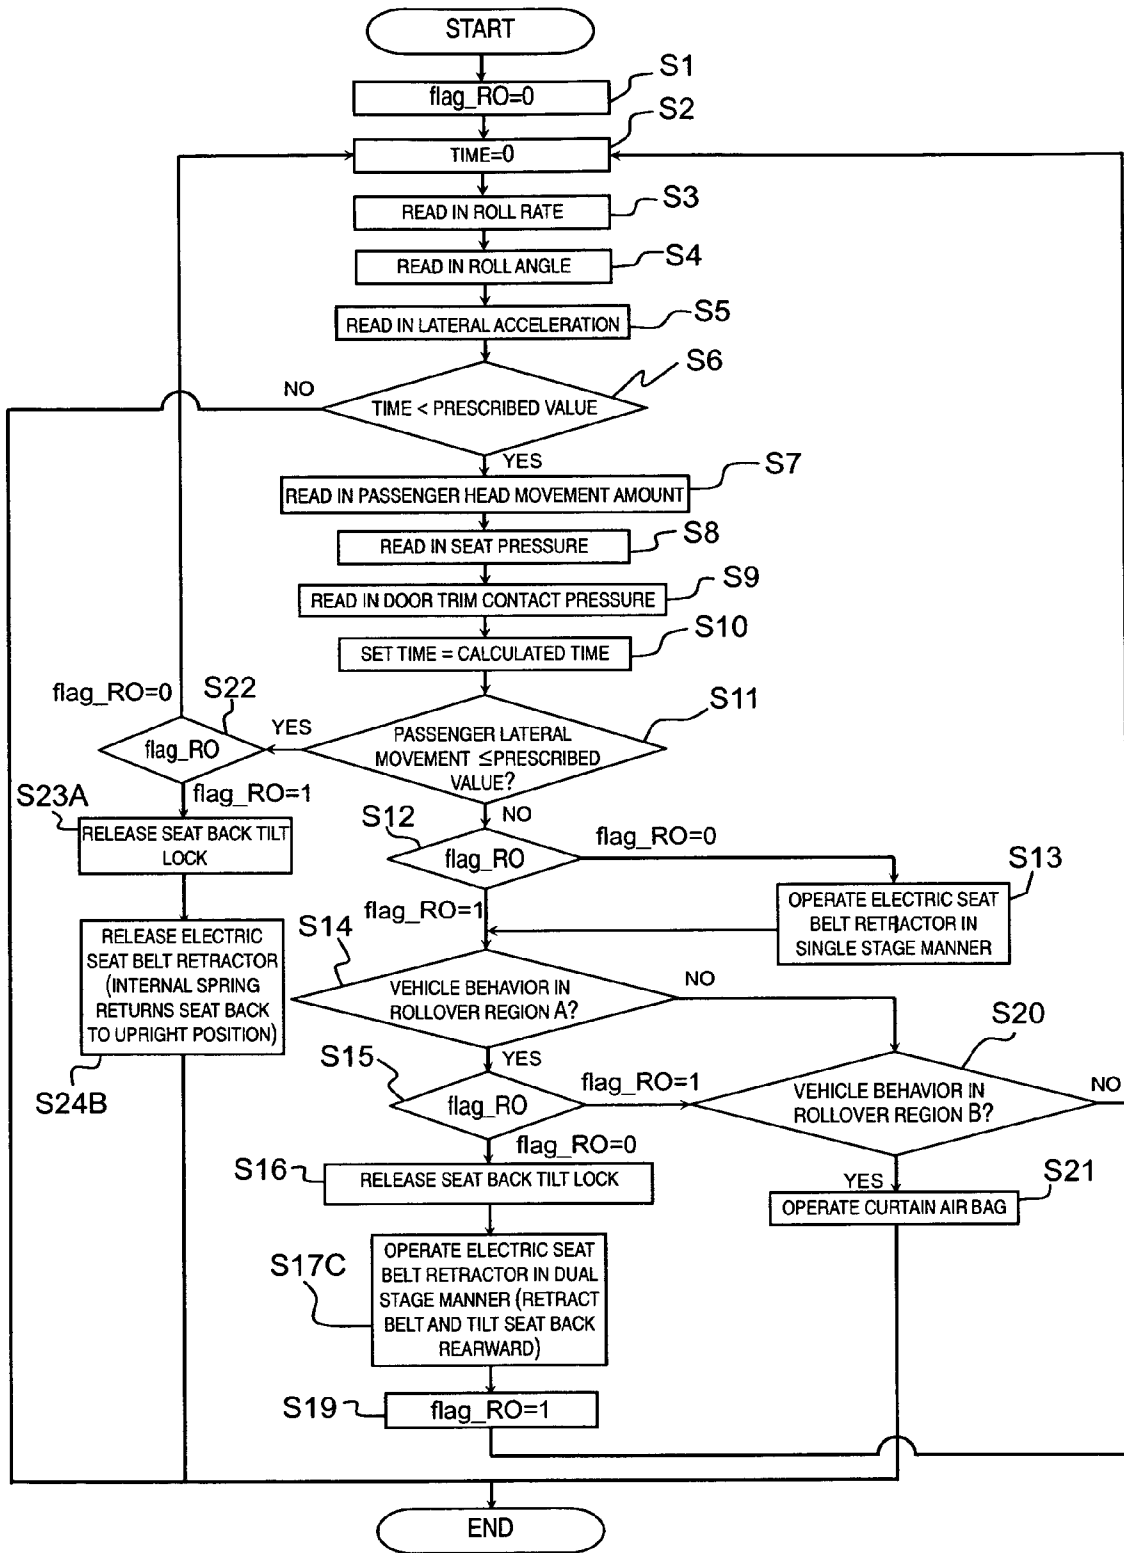 START
S1
flag_RO=0
S2
TIME=0
S3
READ IN ROLL RATE
S4
READ IN ROLL ANGLE
S5
READ IN LATERAL ACCELERATION
S6
NO
TIME < PRESCRIBED VALUE
YES
S7
READ IN PASSENGER HEAD MOVEMENT AMOUNT
S8
READ IN SEAT PRESSURE
S9
READ IN DOOR TRIM CONTACT PRESSURE
S10
SET TIME = CALCULATED TIME
flag_RO=0
S22
flag_RO
YES
S11
PASSENGER LATERAL
MOVEMENT ≤PRESCRIBED
VALUE?
flag_RO=1
S23A
RELEASE SEAT BACK TILT
LOCK
NO
S12
flag_RO
flag_RO=0
S13
OPERATE ELECTRIC SEAT
BELT RETRACTOR IN
SINGLE STAGE MANNER
flag_RO=1
RELEASE ELECTRIC
SEAT BELT RETRACTOR
(INTERNAL SPRING
RETURNS SEAT BACK
TO UPRIGHT POSITION)
S24B
S14
VEHICLE BEHAVIOR IN
ROLLOVER REGION A?
NO
YES
S15
flag_RO
flag_RO=1
S20
VEHICLE BEHAVIOR IN
ROLLOVER REGION B?
NO
flag_RO=0
S16
RELEASE SEAT BACK TILT LOCK
YES
S21
OPERATE CURTAIN AIR BAG
S17C
OPERATE ELECTRIC SEAT
BELT RETRACTOR IN DUAL
STAGE MANNER (RETRACT
BELT AND TILT SEAT BACK
REARWARD)
S19
flag_RO=1
END